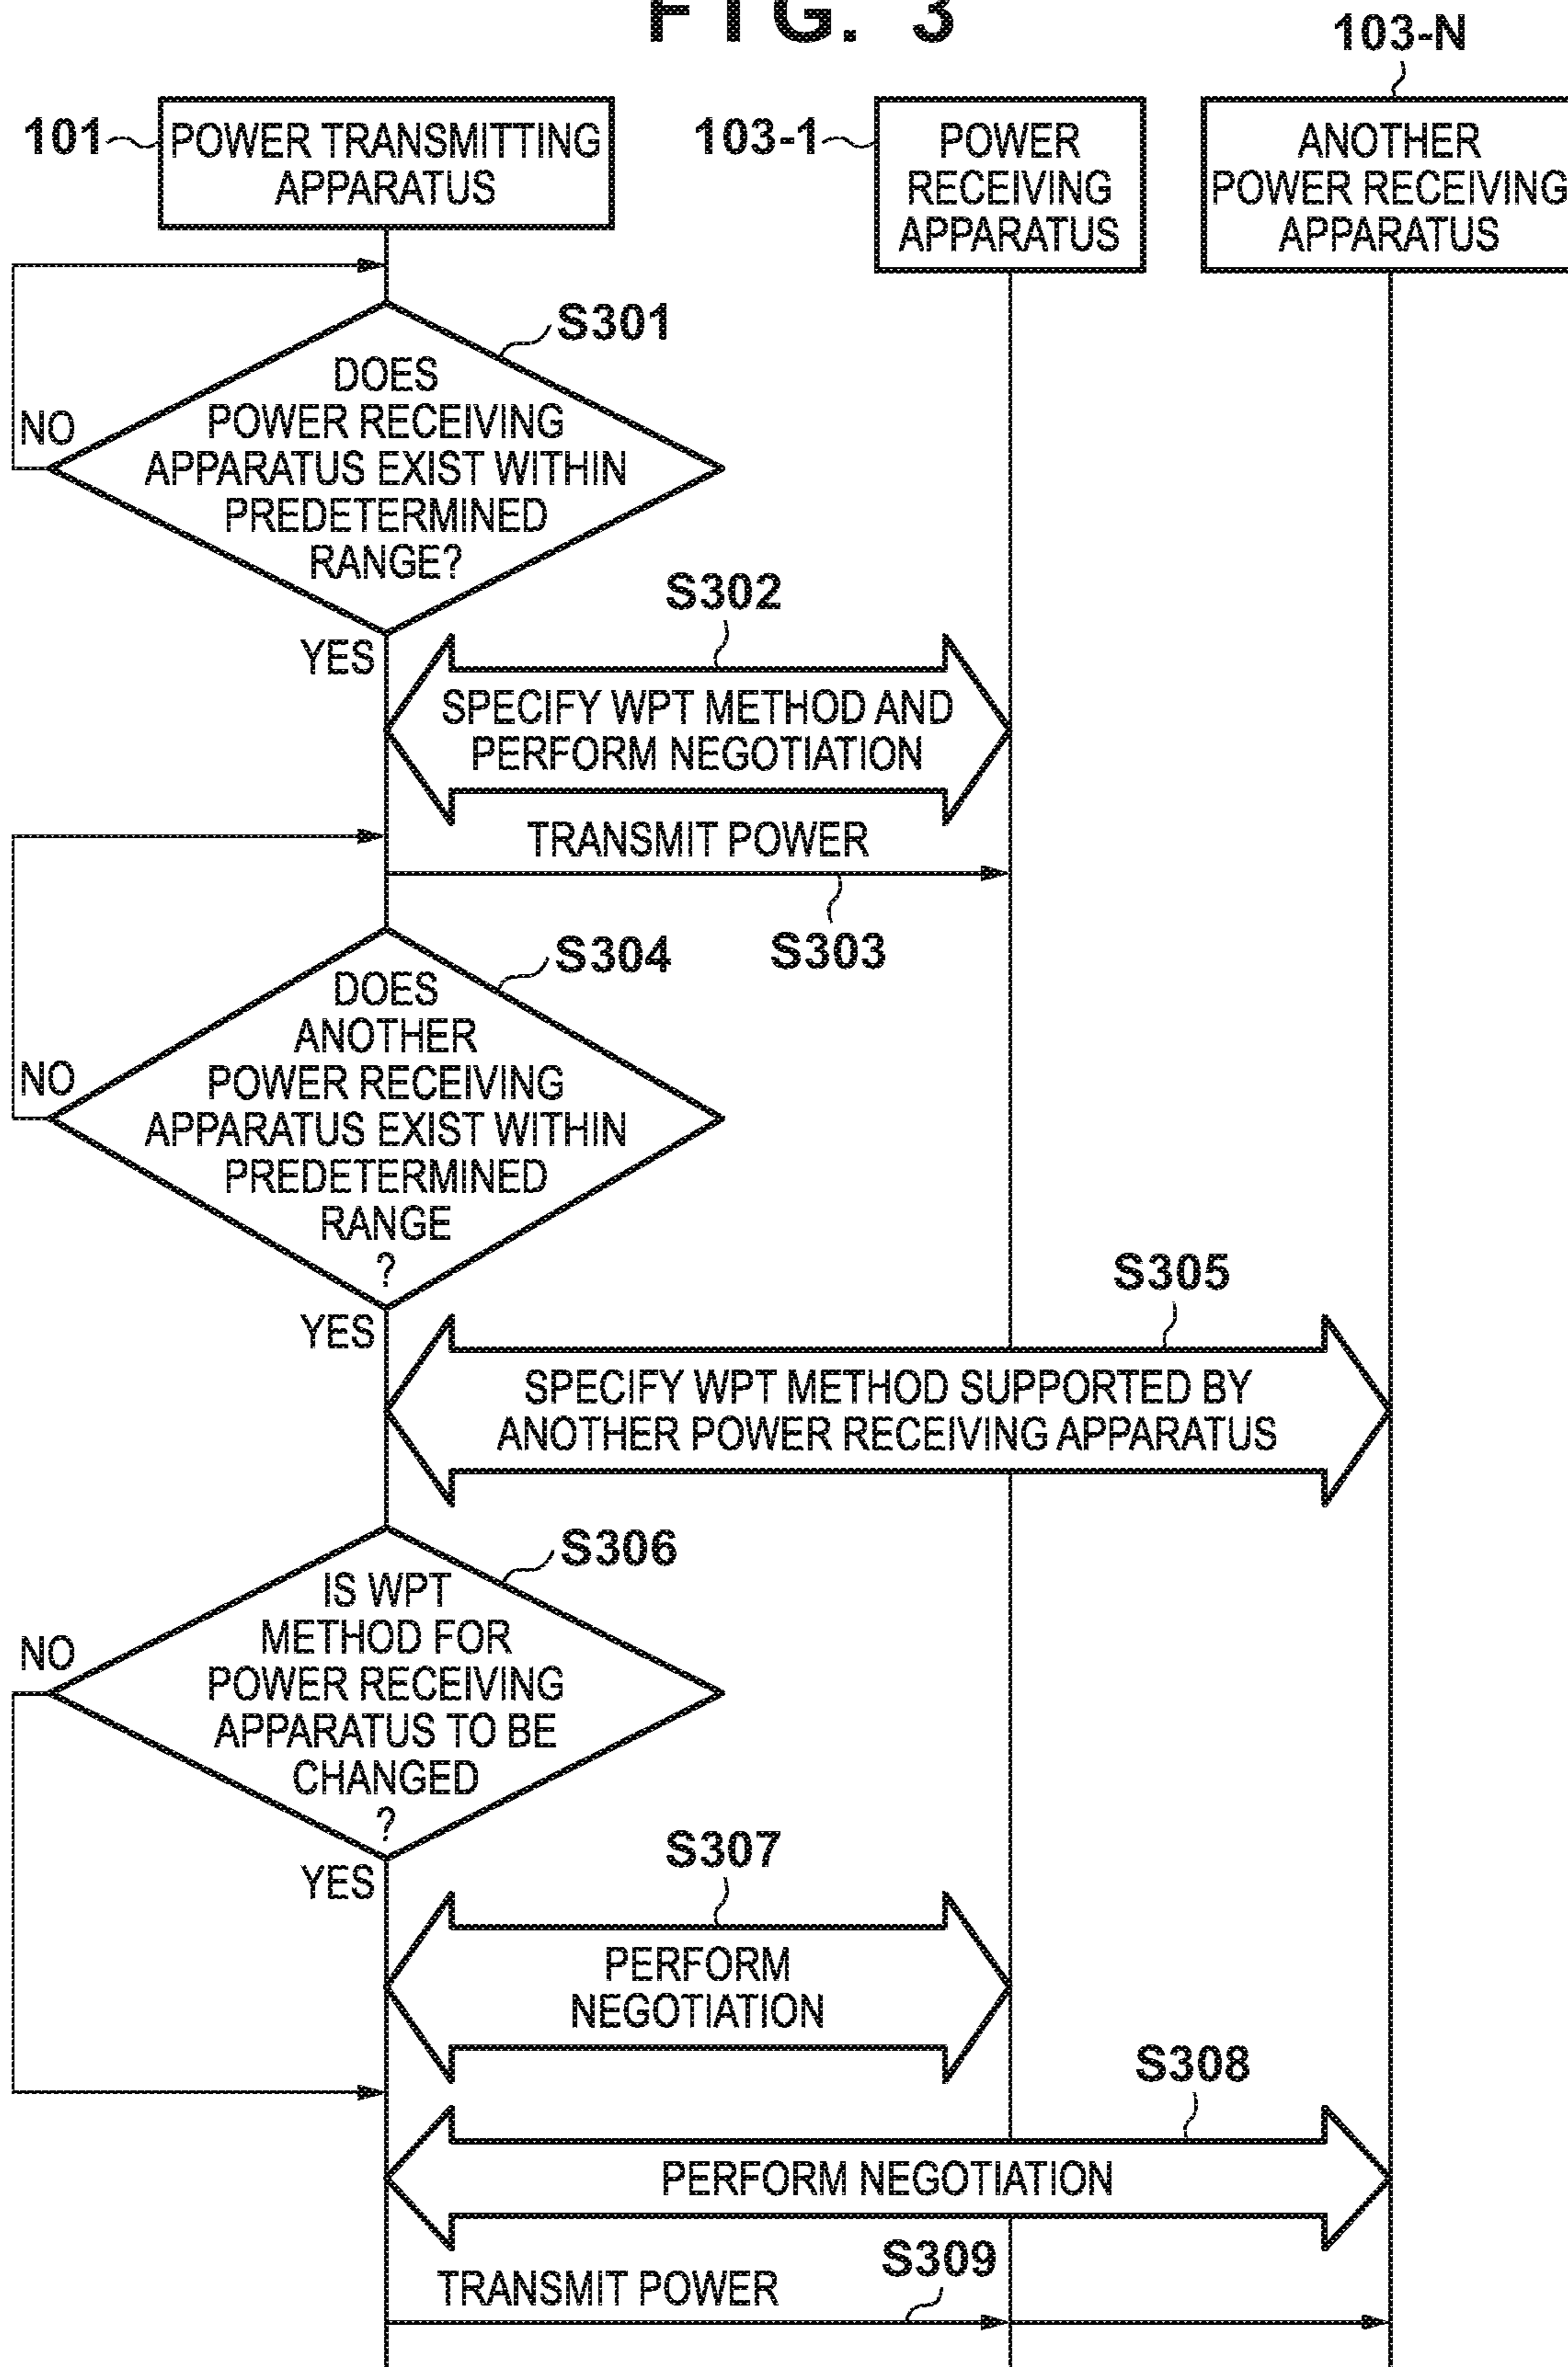 FIG. 3
103-N
101
POWER TRANSMITTING
APPARATUS
103-1
POWER
RECEIVING
APPARATUS
ANOTHER
POWER RECEIVING
APPARATUS
S301
DOES
POWER RECEIVING
APPARATUS EXIST WITHIN
PREDETERMINED
RANGE?
NO
YES
S302
SPECIFY WPT METHOD AND
PERFORM NEGOTIATION
TRANSMIT POWER
S303
S304
DOES
ANOTHER
POWER RECEIVING
APPARATUS EXIST WITHIN
PREDETERMINED
RANGE
?
NO
YES
S305
SPECIFY WPT METHOD SUPPORTED BY
ANOTHER POWER RECEIVING APPARATUS
S306
IS WPT
METHOD FOR
POWER RECEIVING
APPARATUS TO BE
CHANGED
?
NO
YES
S307
PERFORM
NEGOTIATION
S308
PERFORM NEGOTIATION
S309
TRANSMIT POWER